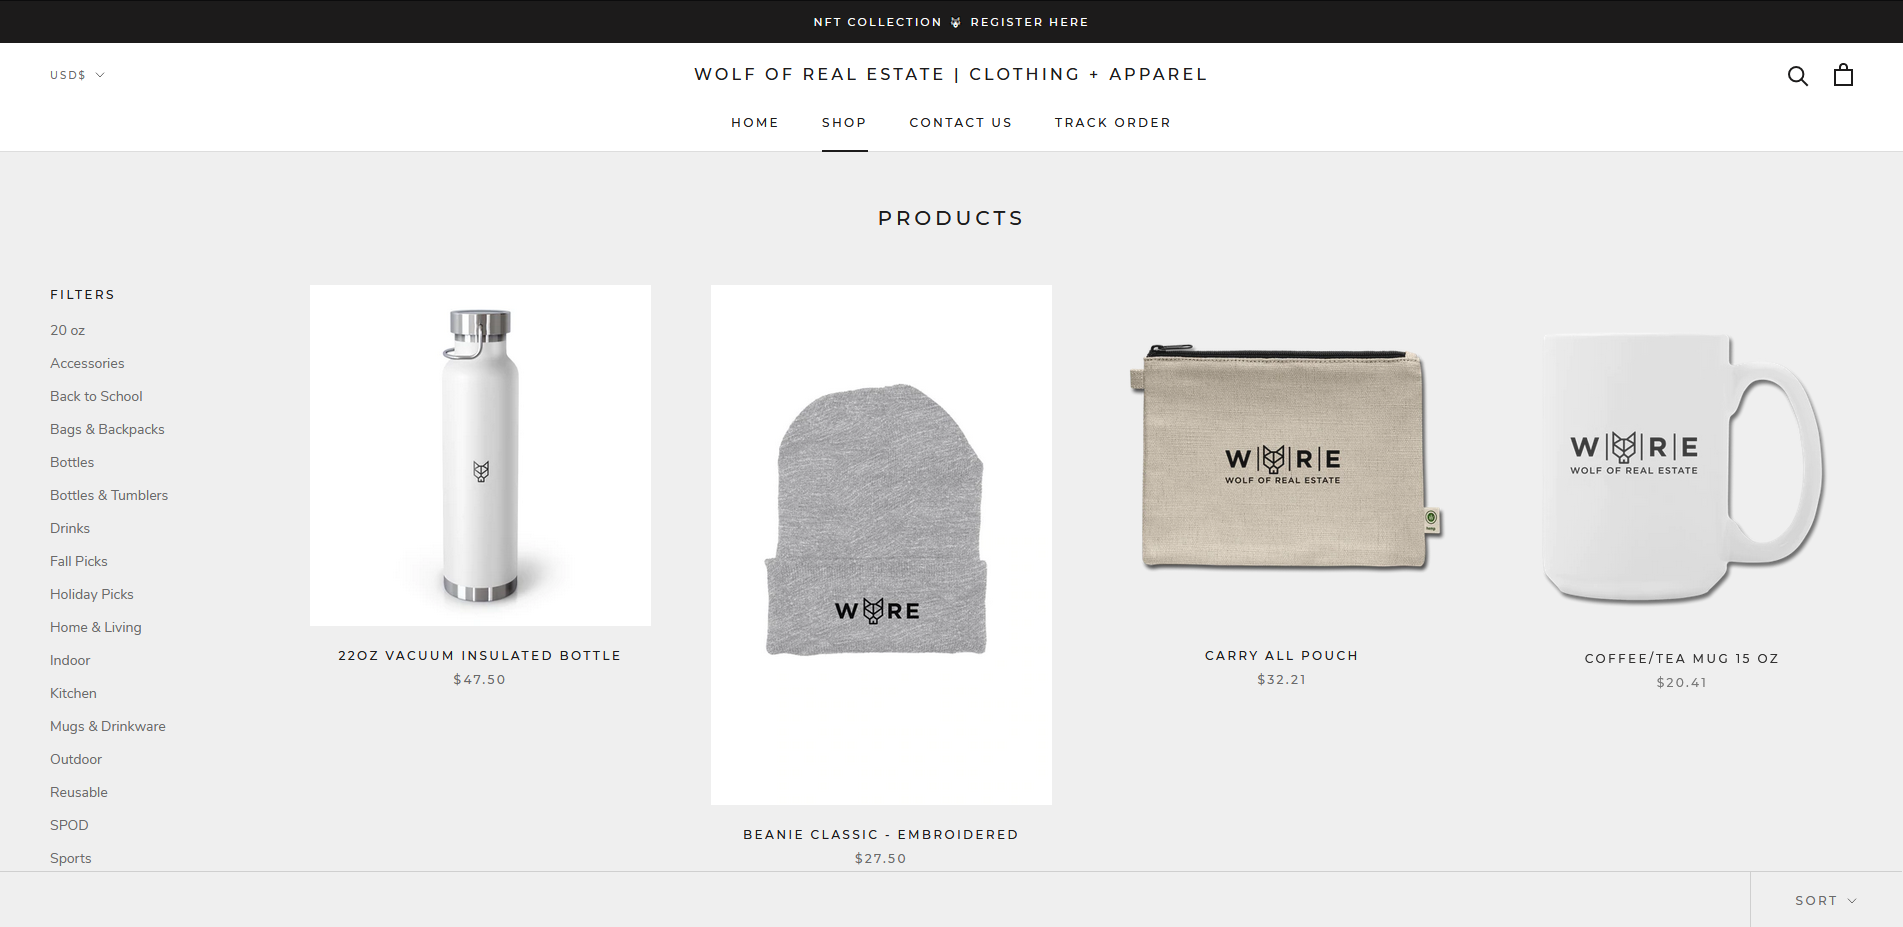 NFT COLLECTION REGISTER HERE
USD$
WOLF OF REAL ESTATE | CLOTHING + APPAREL
HOME SHOP CONTACT US TRACK ORDER
PRODUCTS
FILTERS
20 oz
Accessories
Back to School
Bags & Backpacks
Bottles
Bottles & Tumblers
Drinks
Fall Picks
Holiday Picks
Home & Living
Indoor
Kitchen
Mugs & Drinkware
Outdoor
Reusable
SPOD
Sports
22OZ VACUUM INSULATED BOTTLE
$47.50
W RE
BEANIE CLASSIC - EMBROIDERED
$27.50
W | | R | E
WOLF OF REAL ESTATE
CARRY ALL POUCH
$32.21
W | | R | E
WOLF OF REAL ESTATE
COFFEE/TEA MUG 15 OZ
$20.41
SORT